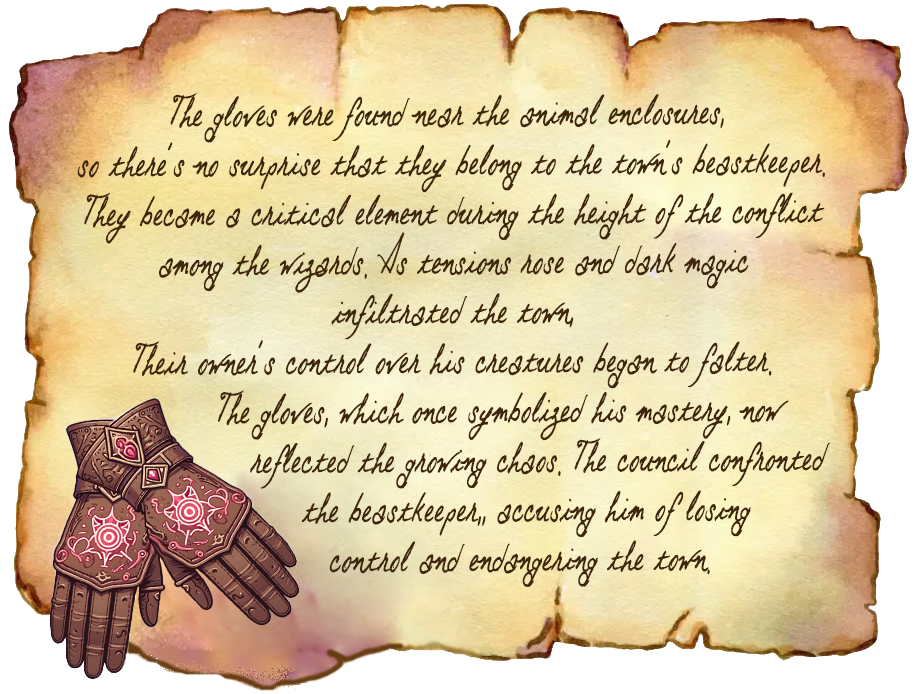 The gloves were found near the animal enclosures,
so there's no surprise that they belong to the town's beastkeeper.
They became a critical element during the height of the conflict
among the wizards. As tensions rose and dark magic
infiltrated the town,
Their owner's control over his creatures began to falter.
The gloves, which once symbolized his mastery, now
reflected the growing chaos. The council confronted
the beastkeeper,, accusing him of losing
control and endangering the town.